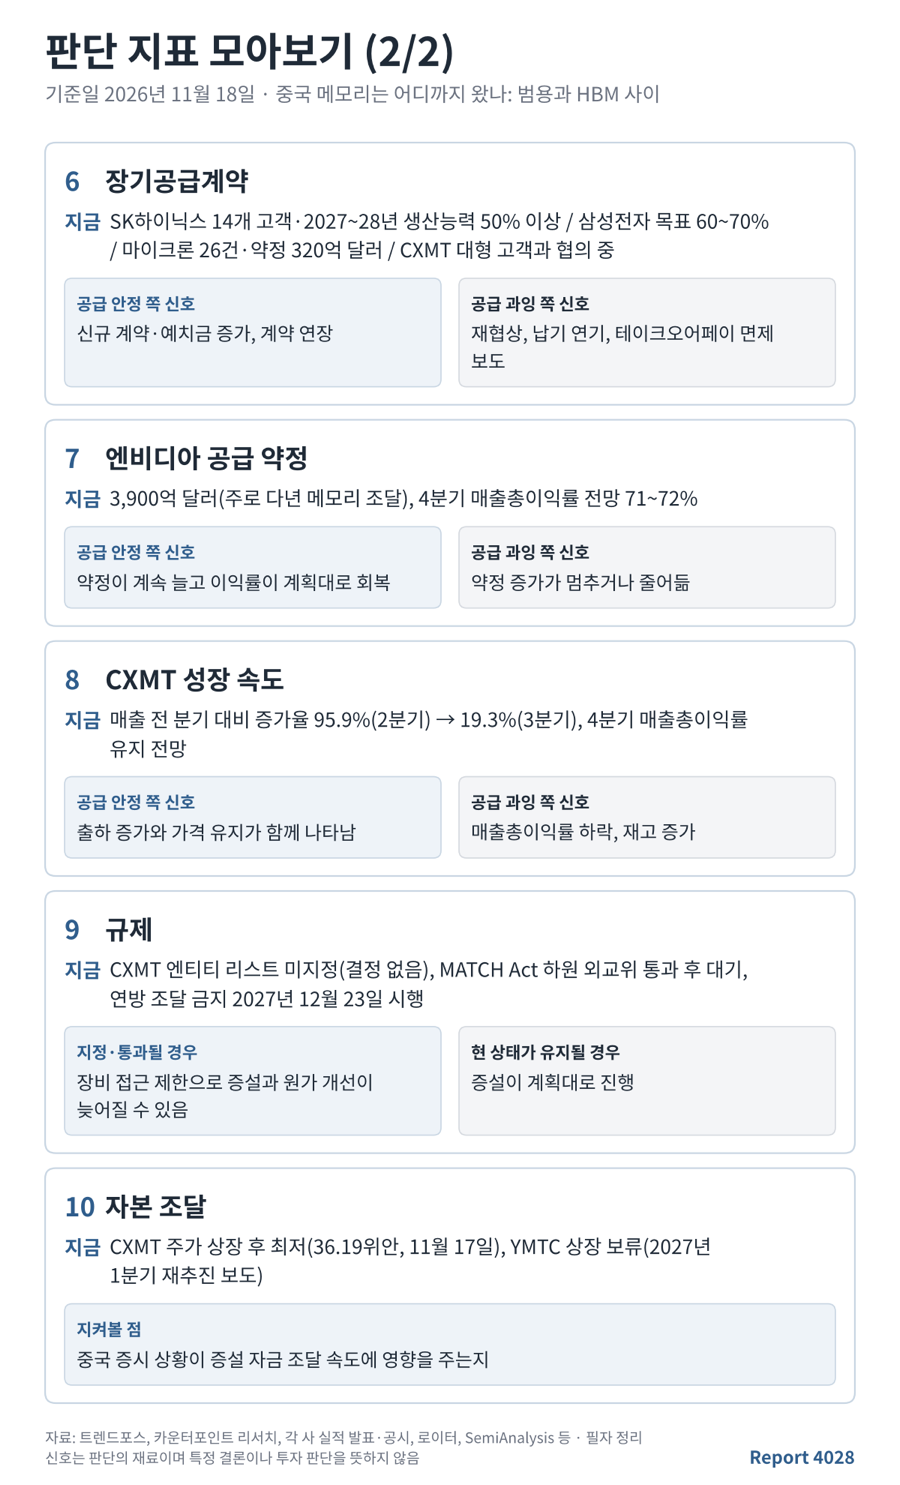 판단 지표 모아보기 (2/2)
기준일 2026년 11월 18일 · 중국 메모리는 어디까지 왔나: 범용과 HBM 사이
6 장기공급계약
지금 SK하이닉스 14개 고객·2027~28년 생산능력 50% 이상 / 삼성전자 목표 60~70%
/ 마이크론 26건·약정 320억 달러 / CXMT 대형 고객과 협의 중
공급 안정 쪽 신호
신규 계약·예치금 증가, 계약 연장
공급 과잉 쪽 신호
재협상, 납기 연기, 테이크오어페이 면제
보도
7 엔비디아 공급 약정
지금 3,900억 달러(주로 다년 메모리 조달), 4분기 매출총이익률 전망 71~72%
공급 안정 쪽 신호
약정이 계속 늘고 이익률이 계획대로 회복
공급 과잉 쪽 신호
약정 증가가 멈추거나 줄어듦
8 CXMT 성장 속도
지금 매출 전 분기 대비 증가율 95.9%(2분기) → 19.3%(3분기), 4분기 매출총이익률
유지 전망
공급 안정 쪽 신호
출하 증가와 가격 유지가 함께 나타남
공급 과잉 쪽 신호
매출총이익률 하락, 재고 증가
9 규제
지금 CXMT 엔티티 리스트 미지정(결정 없음), MATCH Act 하원 외교위 통과 후 대기,
연방 조달 금지 2027년 12월 23일 시행
지정·통과될 경우
장비 접근 제한으로 증설과 원가 개선이
늦어질 수 있음
현 상태가 유지될 경우
증설이 계획대로 진행
10 자본 조달
지금 CXMT 주가 상장 후 최저(36.19위안, 11월 17일), YMTC 상장 보류(2027년
1분기 재추진 보도)
지켜볼 점
중국 증시 상황이 증설 자금 조달 속도에 영향을 주는지
자료: 트렌드포스, 카운터포인트 리서치, 각 사 실적 발표·공시, 로이터, SemiAnalysis 등 · 필자 정리
신호는 판단의 재료이며 특정 결론이나 투자 판단을 뜻하지 않음
Report 4028